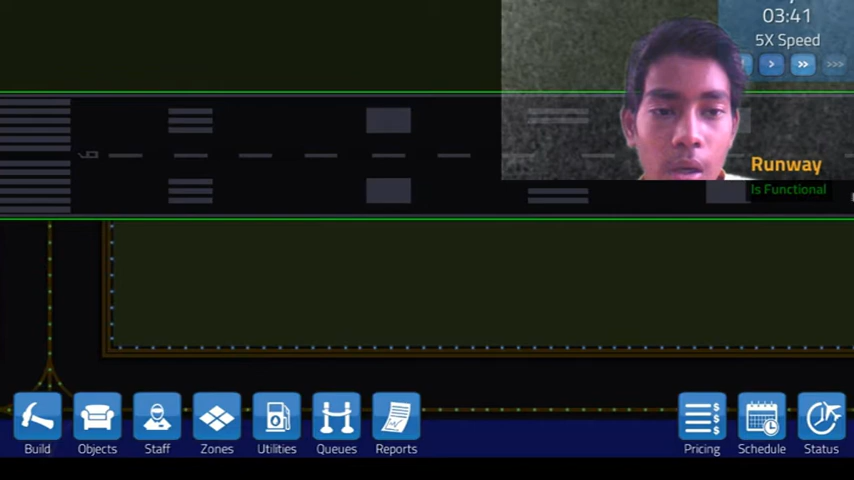 03:41
5X Speed
Runway
Is Functional
Build
Objects
Staff
Zones
Utilities
Queues
Reports
Pricing
Schedule
Status